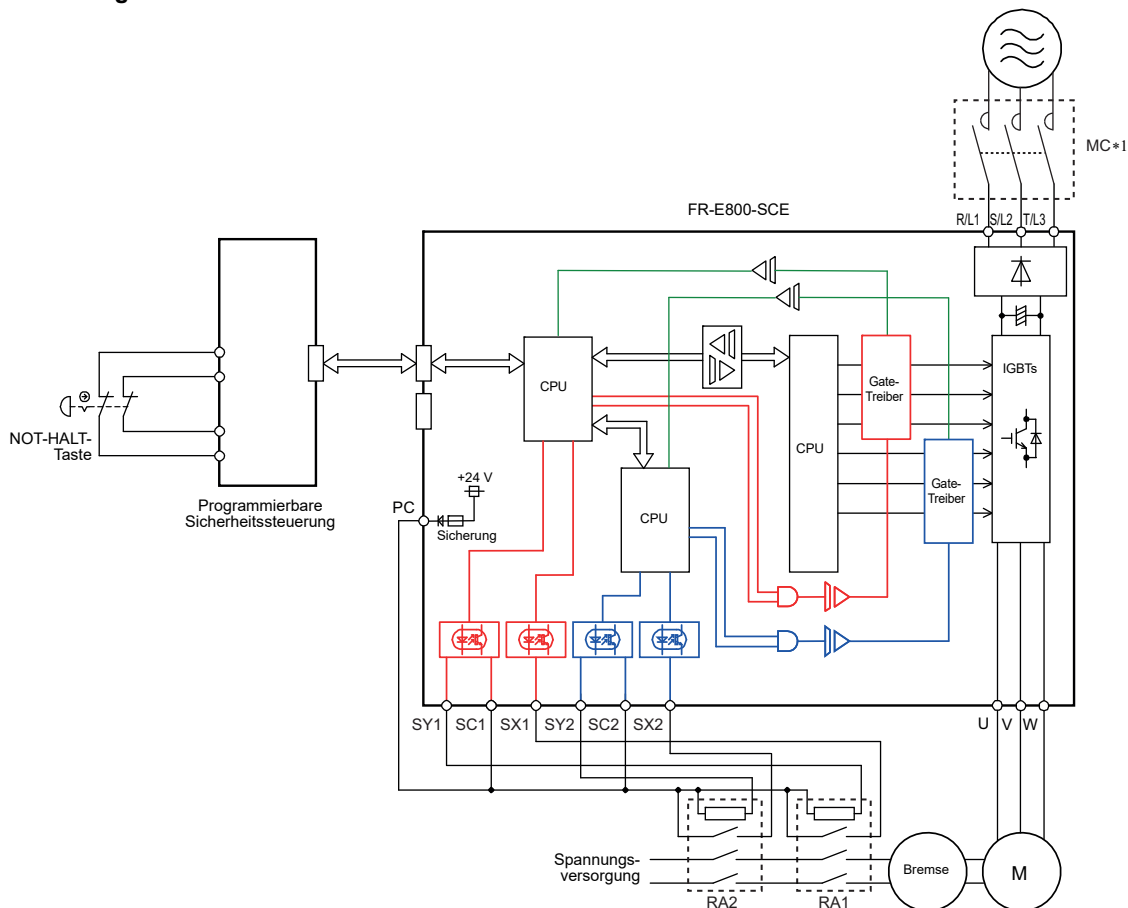 g
MC*1
FR-E800-SCE
R/L1 S/L2 T/L3
CPU
Gate-
Treiber
IGBTs
NOT-HALT-
Taste
CPU
Programmierbare
Sicherheitssteuerung
+24 V
PC
Sicherung
CPU
Gate-
Treiber
SY1 SC1 SX1 SY2 SC2 SX2
U V W
Spannungs-
versorgung
Bremse
M
RA2
RA1